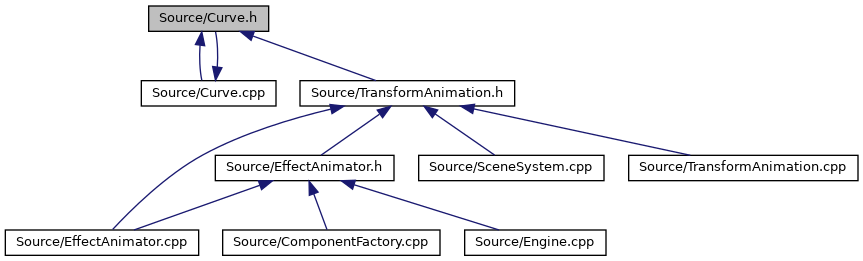 Source/Curve.h
Source/Curve.cpp
Source/TransformAnimation.h
Source/EffectAnimator.h
Source/SceneSystem.cpp
Source/TransformAnimation.cpp
Source/EffectAnimator.cpp
Source/ComponentFactory.cpp
Source/Engine.cpp